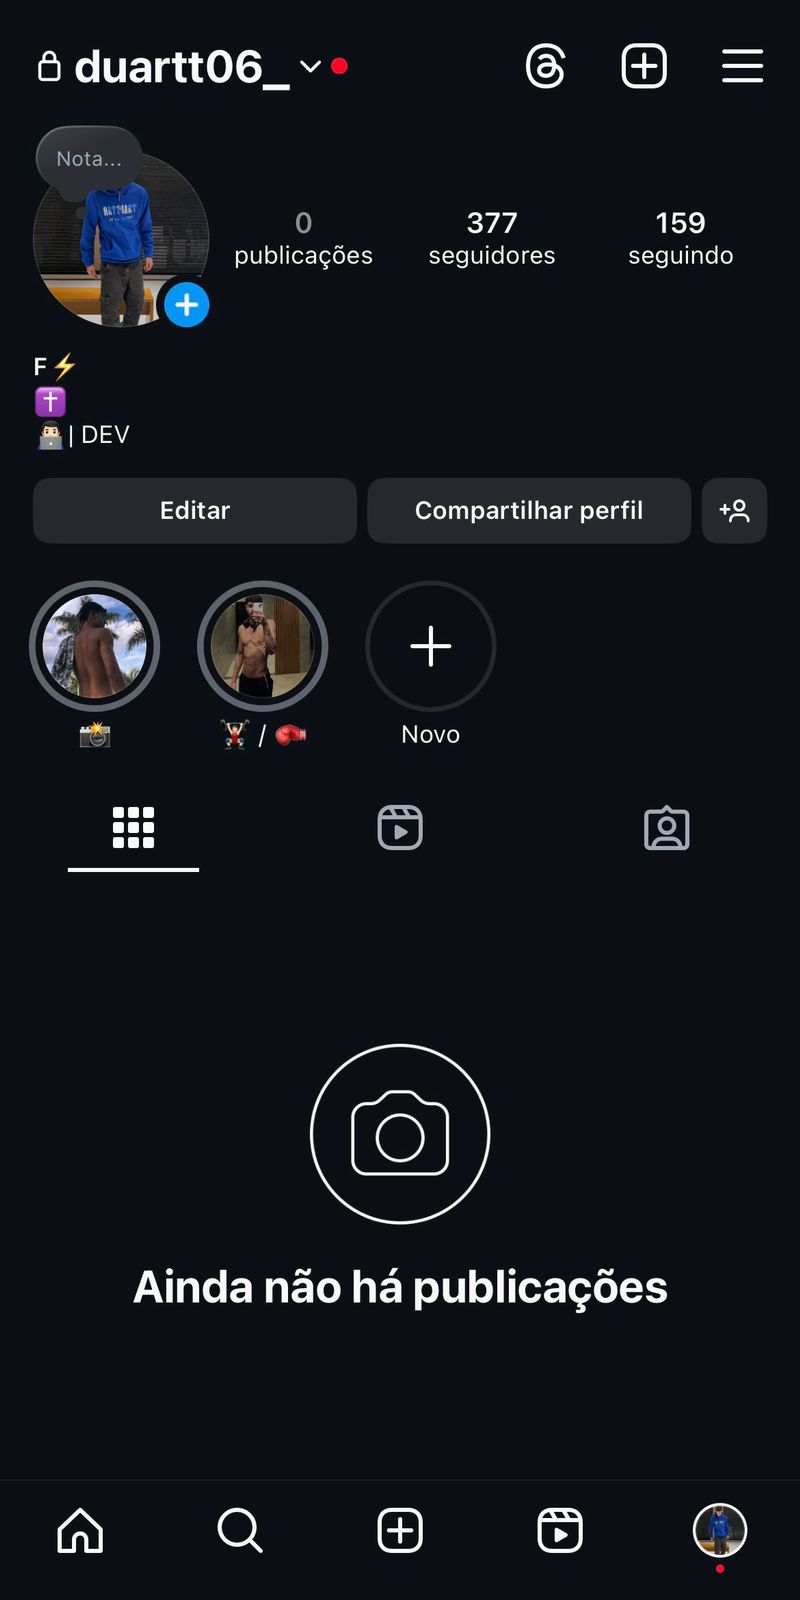 duartt06_
Nota...
0 377 159
publicações seguidores seguindo
F⚡
✝️
👨🏻‍💻| DEV
Editar Compartilhar perfil
📸 🏋🏻 / 🥊 Novo
Ainda não há publicações